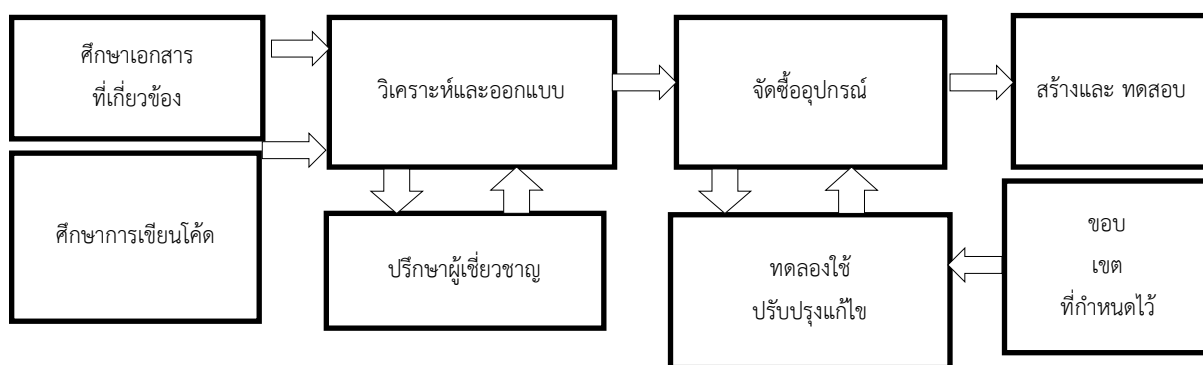 ศึกษาเอกสาร
ที่เกี่ยวข้อง
วิเคราะห์และออกแบบ
จัดซื้ออุปกรณ์
สร้างและ ทดสอบ
ศึกษาการเขียนโค้ด
ปรึกษาผู้เชี่ยวชาญ
ทดลองใช้
ปรับปรุงแก้ไข
ขอบ
เขต
ที่กำหนดไว้